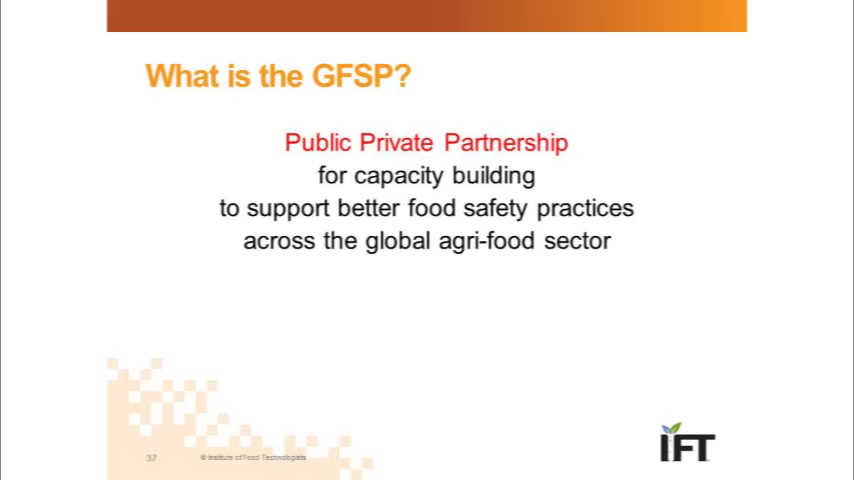 What is the GFSP?
Public Private Partnership
for capacity building
to support better food safety practices
across the global agri-food sector
37
© Institute of Food Technologists
IFT